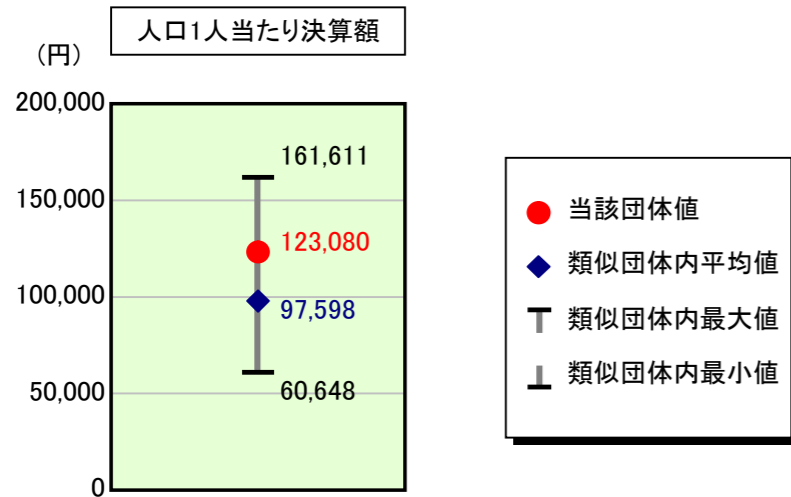 人口1人当たり決算額
(円)
200,000
150,000
100,000
50,000
0
161,611
123,080
97,598
60,648
当該団体値
類似団体内平均値
類似団体内最大値
類似団体内最小値